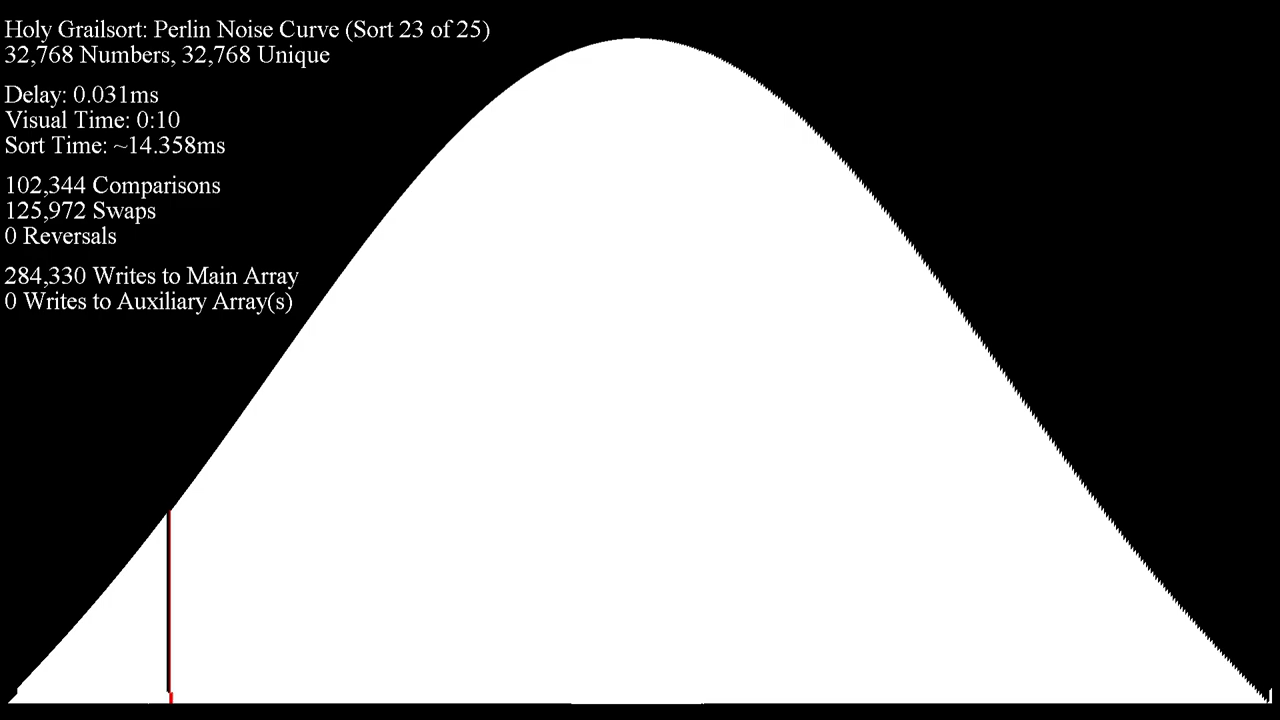 Holy Grailsort: Perlin Noise Curve (Sort 23 of 25)
32,768 Numbers, 32,768 Unique
Delay: 0.031ms
Visual Time: 0:10
Sort Time: ~14.358ms
102,344 Comparisons
125,972 Swaps
0 Reversals
284,330 Writes to Main Array
0 Writes to Auxiliary Array(s)